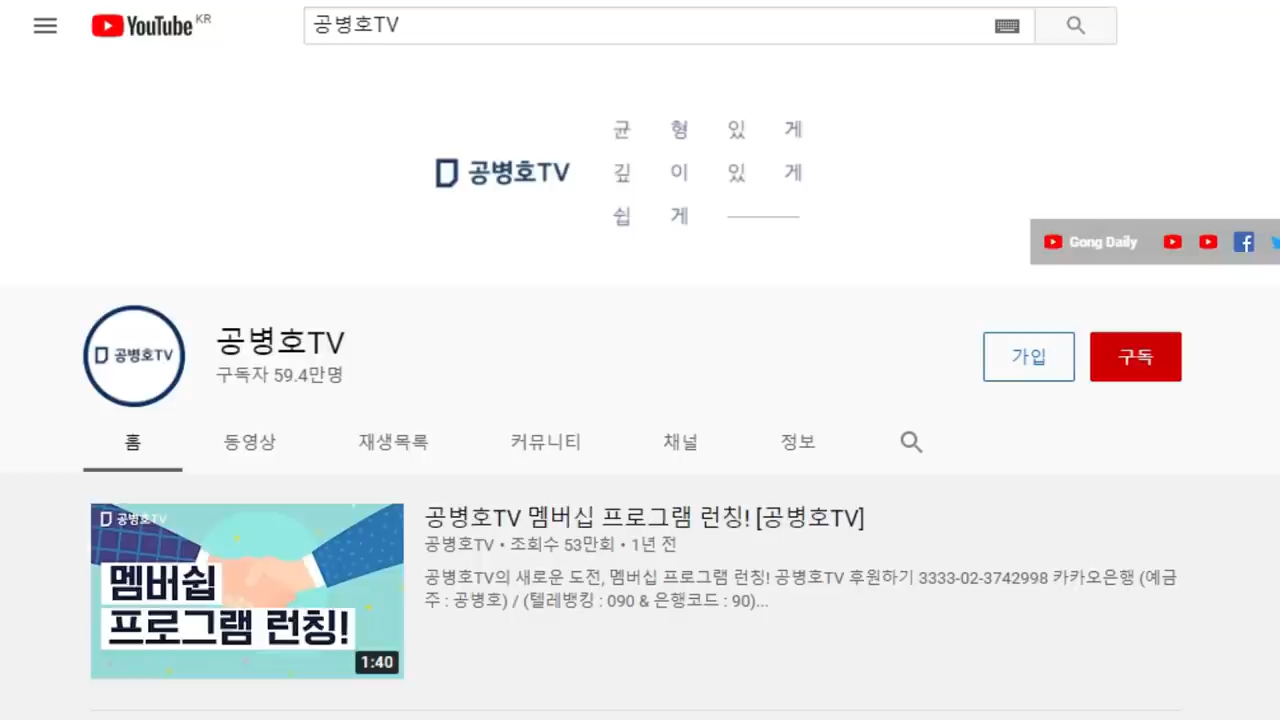 YouTube KR
공병호TV
균 형 있 게
공병호TV
깊 이 있 게
쉽 게
Gong Daily
공병호TV
공병호TV
구독자 59.4만명
가입
구독
홈 동영상 재생목록 커뮤니티 채널 정보
공병호TV
멤버쉽
프로그램 런칭!
1:40
공병호TV 멤버십 프로그램 런칭! [공병호TV]
공병호TV • 조회수 53만회 • 1년 전
공병호TV의 새로운 도전, 멤버십 프로그램 런칭! 공병호TV 후원하기 3333-02-3742998 카카오은행 (예금
주 : 공병호) / (텔레뱅킹 : 090 & 은행코드 : 90)...